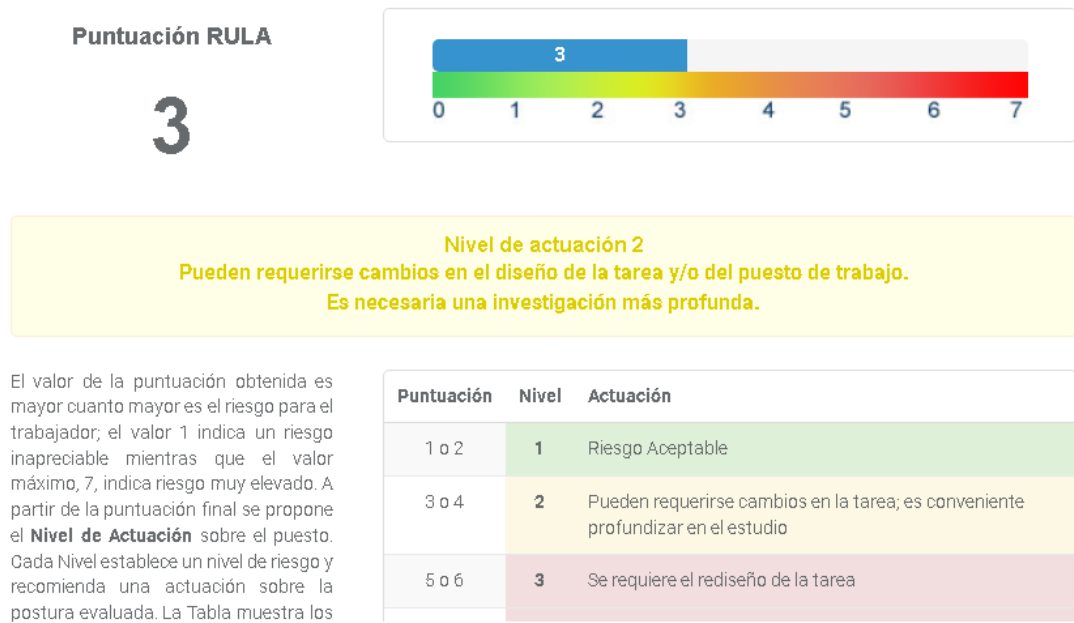 Puntuación RULA
3
3
0 1 2 3 4 5 6 7
Nivel de actuación 2
Pueden requerirse cambios en el diseño de la tarea y/o del puesto de trabajo.
Es necesaria una investigación más profunda.
El valor de la puntuación obtenida es
mayor cuanto mayor es el riesgo para el
trabajador; el valor 1 indica un riesgo
inapreciable mientras que el valor
máximo, 7, indica riesgo muy elevado. A
partir de la puntuación final se propone
el Nivel de Actuación sobre el puesto.
Cada Nivel establece un nivel de riesgo y
recomienda una actuación sobre la
postura evaluada. La Tabla muestra los
Puntuación Nivel Actuación
1 o 2 1 Riesgo Aceptable
3 o 4 2 Pueden requerirse cambios en la tarea; es conveniente
profundizar en el estudio
5 o 6 3 Se requiere el rediseño de la tarea